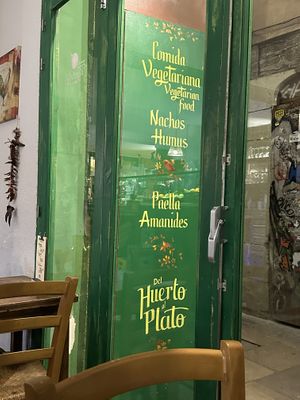 Comida
Vegetariana
Vegetarian
food
Nachos
Humus
Paella
Amanides
Del
Huerto
al
Plato